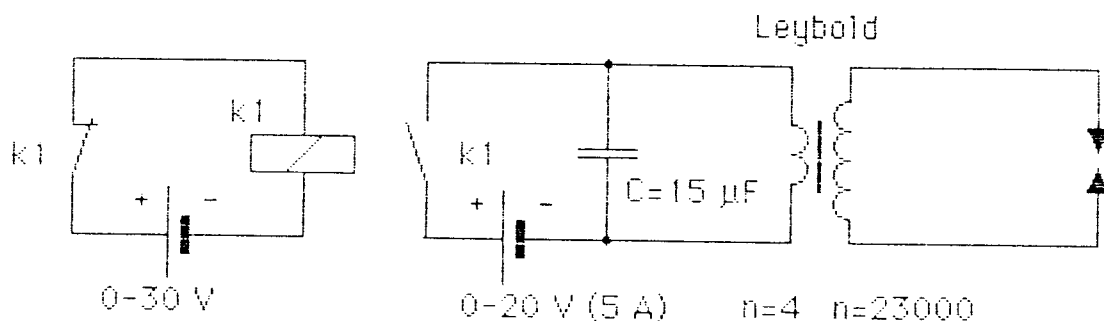 Leybold
k1
k1
k1
+ -
+ -
C=15 µF
0-30 V
0-20 V (5 A)
n=4
n=23000